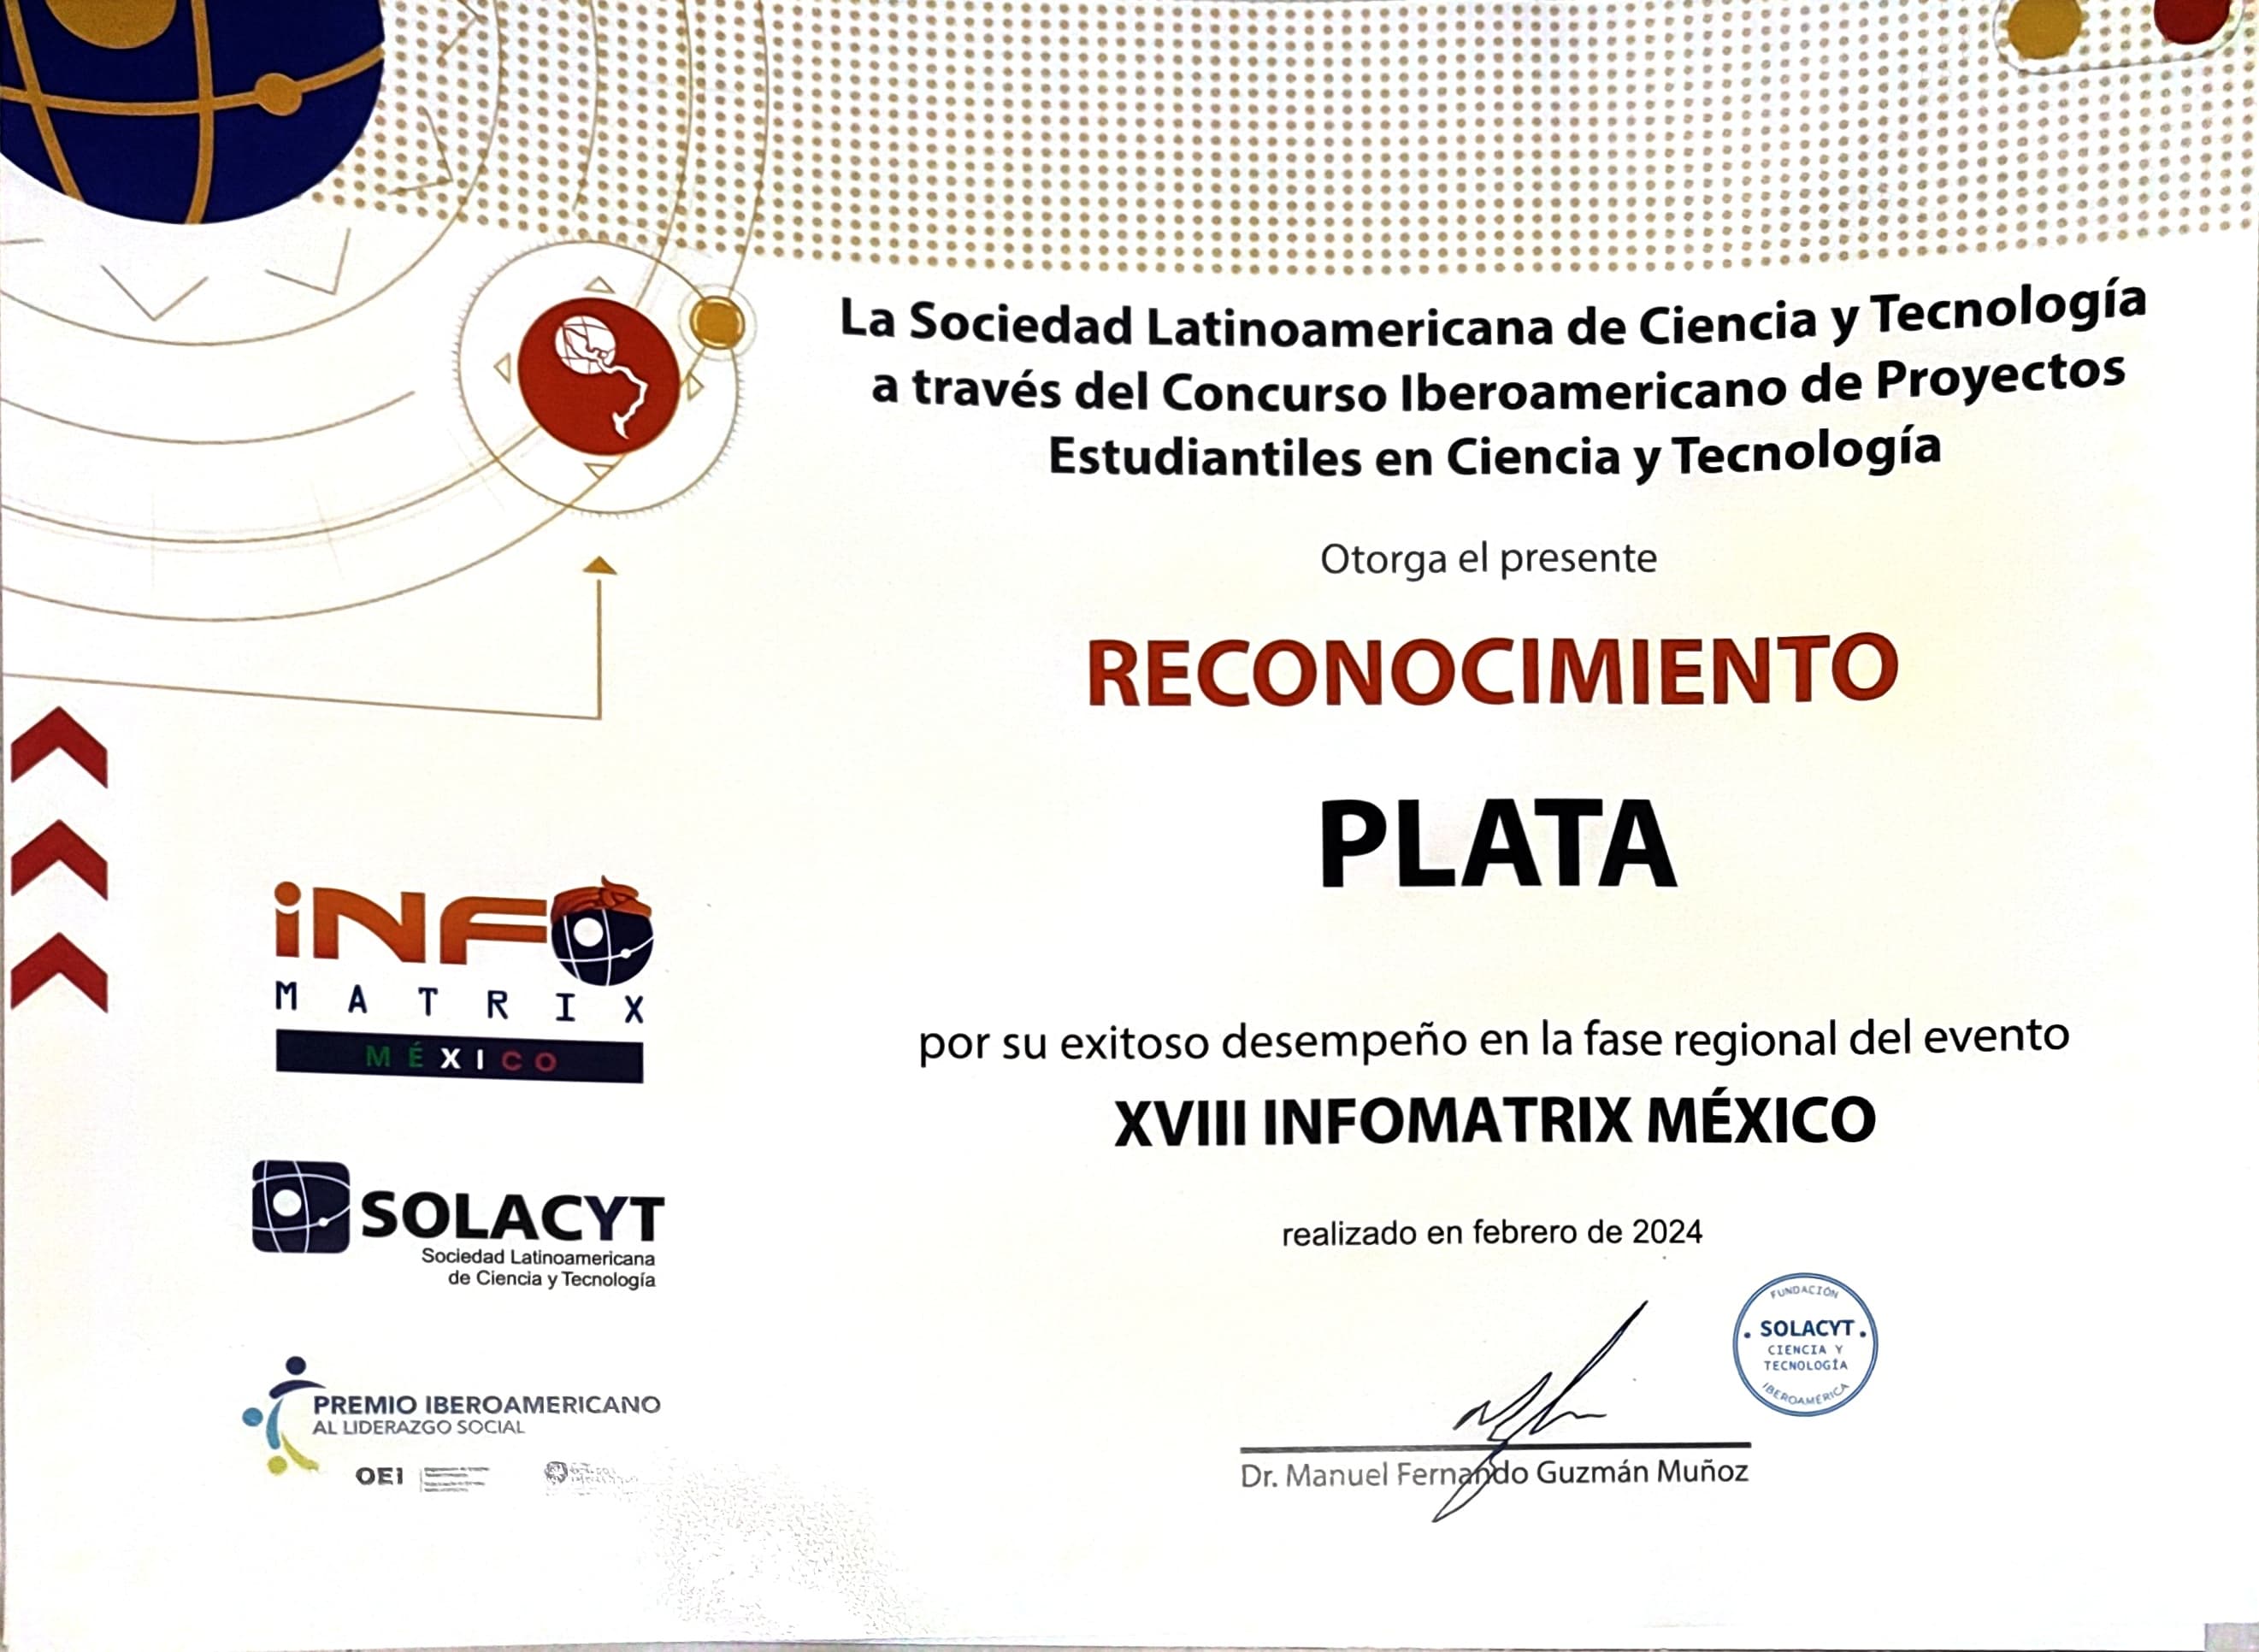 La Sociedad Latinoamericana de Ciencia y Tecnología
a través del Concurso Iberoamericano de Proyectos
Estudiantiles en Ciencia y Tecnología
Otorga el presente
RECONOCIMIENTO
PLATA
por su exitoso desempeño en la fase regional del evento
XVIII INFOMATRIX MÉXICO
realizado en febrero de 2024
FUNDACIÓN
SOLACYT
CIENCIA Y
TECNOLOGÍA
IBEROAMÉRICA
Dr. Manuel Fernando Guzmán Muñoz
iNFO
MATRIX
MÉXICO
SOLACYT
Sociedad Latinoamericana
de Ciencia y Tecnología
PREMIO IBEROAMERICANO
AL LIDERAZGO SOCIAL
OEI